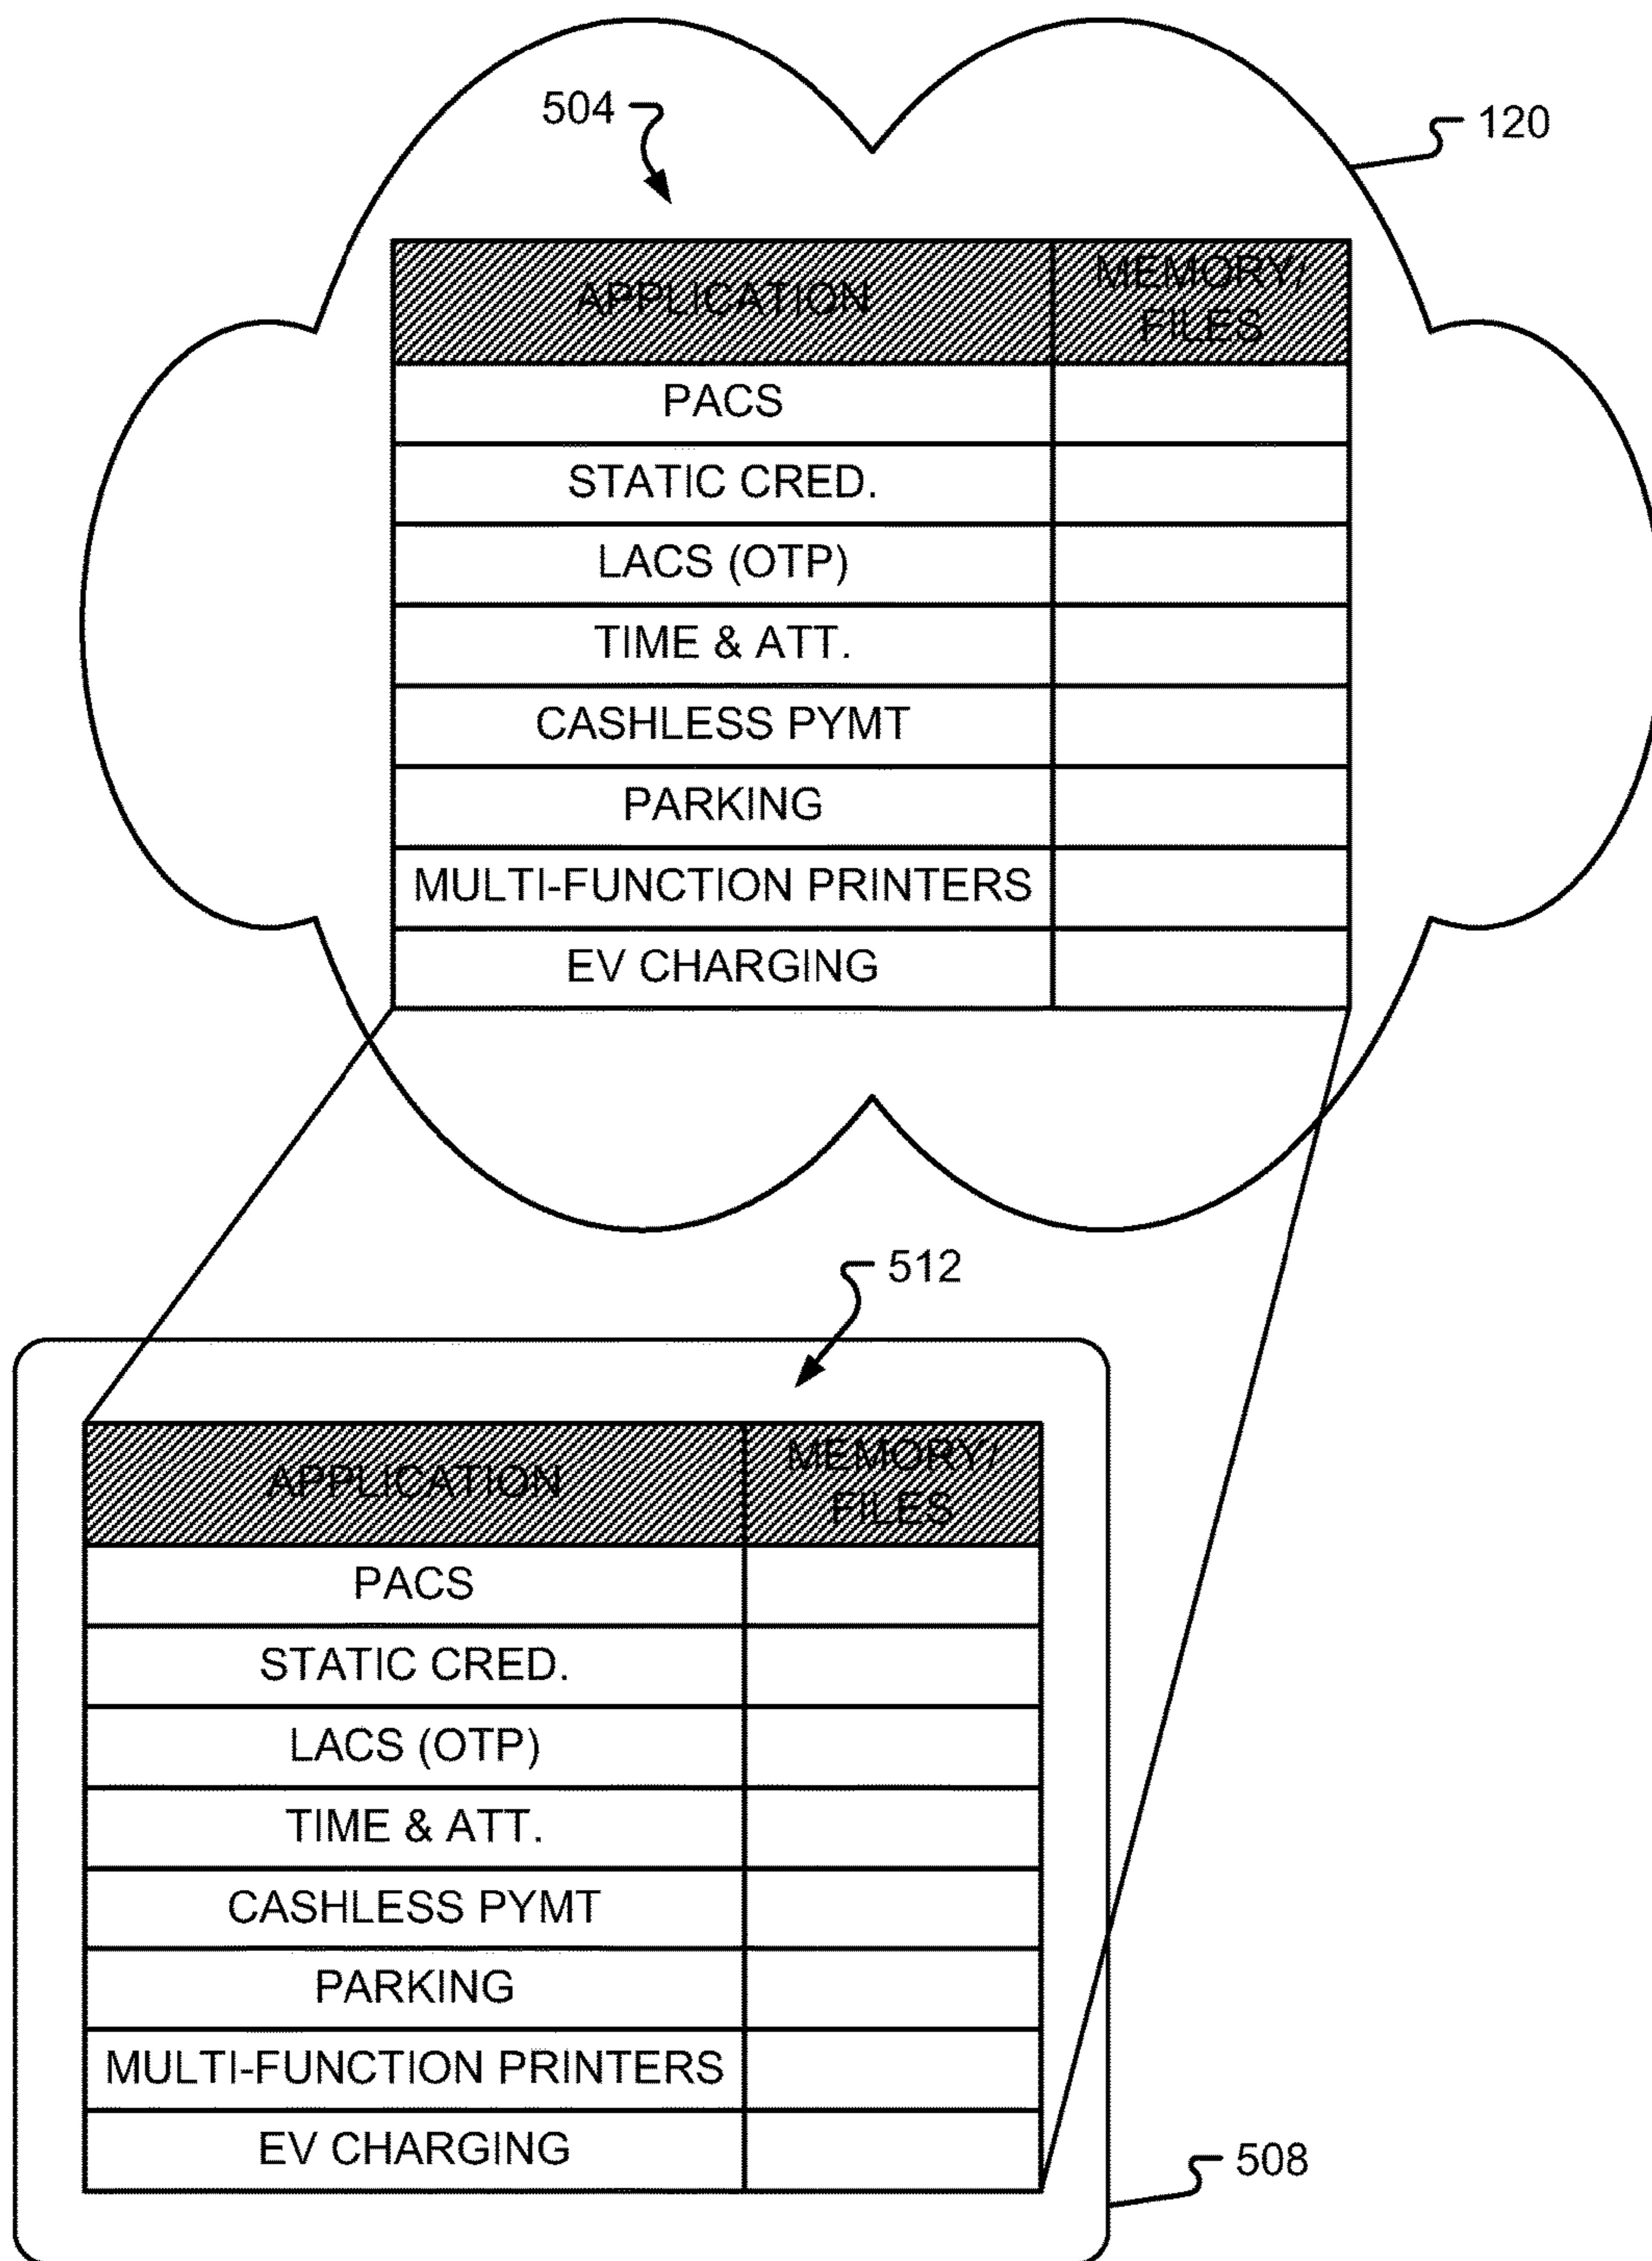 504
120
APPLICATION
MEMORY/
FILES
PACS
STATIC CRED.
LACS (OTP)
TIME & ATT.
CASHLESS PYMT
PARKING
MULTI-FUNCTION PRINTERS
EV CHARGING
512
APPLICATION
MEMORY/
FILES
PACS
STATIC CRED.
LACS (OTP)
TIME & ATT.
CASHLESS PYMT
PARKING
MULTI-FUNCTION PRINTERS
EV CHARGING
508